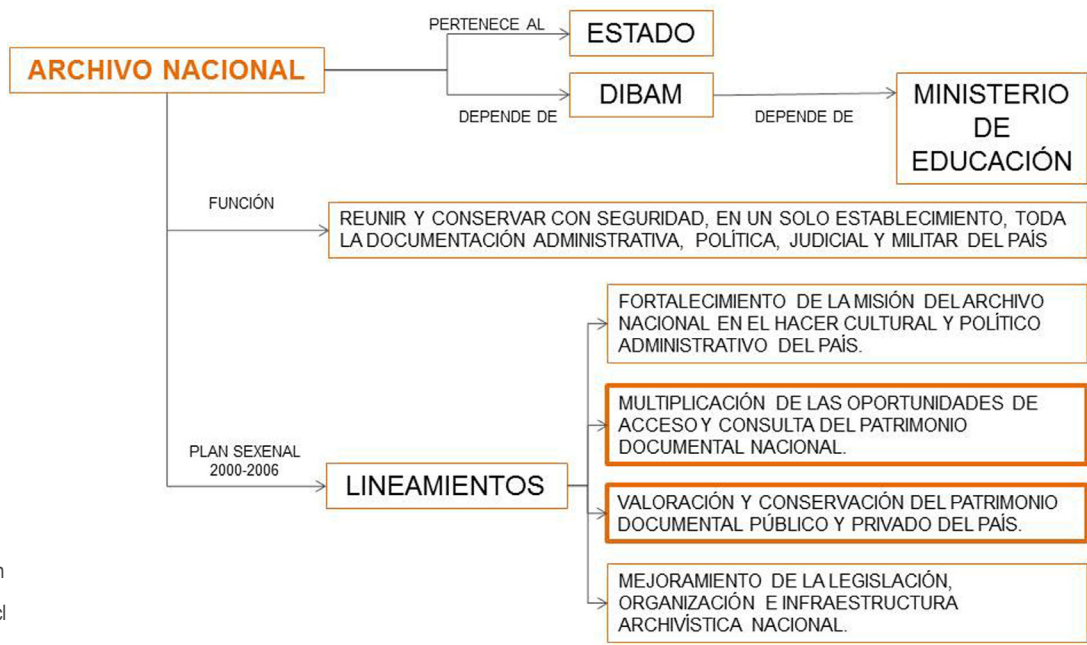 PERTENECE AL
ESTADO
ARCHIVO NACIONAL
DIBAM
DEPENDE DE
DEPENDE DE
MINISTERIO
DE
EDUCACIÓN
FUNCIÓN
REUNIR Y CONSERVAR CON SEGURIDAD, EN UN SOLO ESTABLECIMIENTO, TODA
LA DOCUMENTACIÓN ADMINISTRATIVA, POLÍTICA, JUDICIAL Y MILITAR DEL PAÍS
PLAN SEXENAL
2000-2006
LINEAMIENTOS
FORTALECIMIENTO DE LA MISIÓN DEL ARCHIVO
NACIONAL EN EL HACER CULTURAL Y POLÍTICO
ADMINISTRATIVO DEL PAÍS.
MULTIPLICACIÓN DE LAS OPORTUNIDADES DE
ACCESO Y CONSULTA DEL PATRIMONIO
DOCUMENTAL NACIONAL.
VALORACIÓN Y CONSERVACIÓN DEL PATRIMONIO
DOCUMENTAL PÚBLICO Y PRIVADO DEL PAÍS.
MEJORAMIENTO DE LA LEGISLACIÓN,
ORGANIZACIÓN E INFRAESTRUCTURA
ARCHIVÍSTICA NACIONAL.